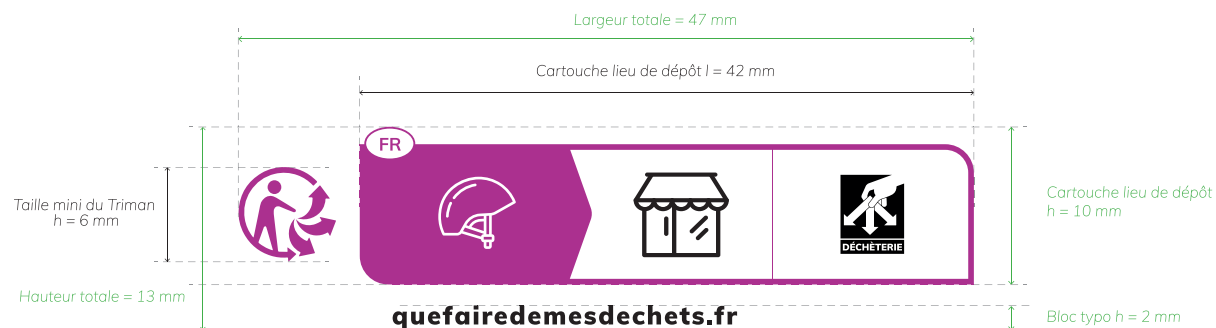 Largeur totale = 47 mm
Cartouche lieu de dépôt l = 42 mm
FR
Taille mini du Triman
h = 6 mm
DÉCHÈTERIE
Cartouche lieu de dépôt
h = 10 mm
Hauteur totale = 13 mm
quefairedemesdechets.fr
Bloc typo h = 2 mm